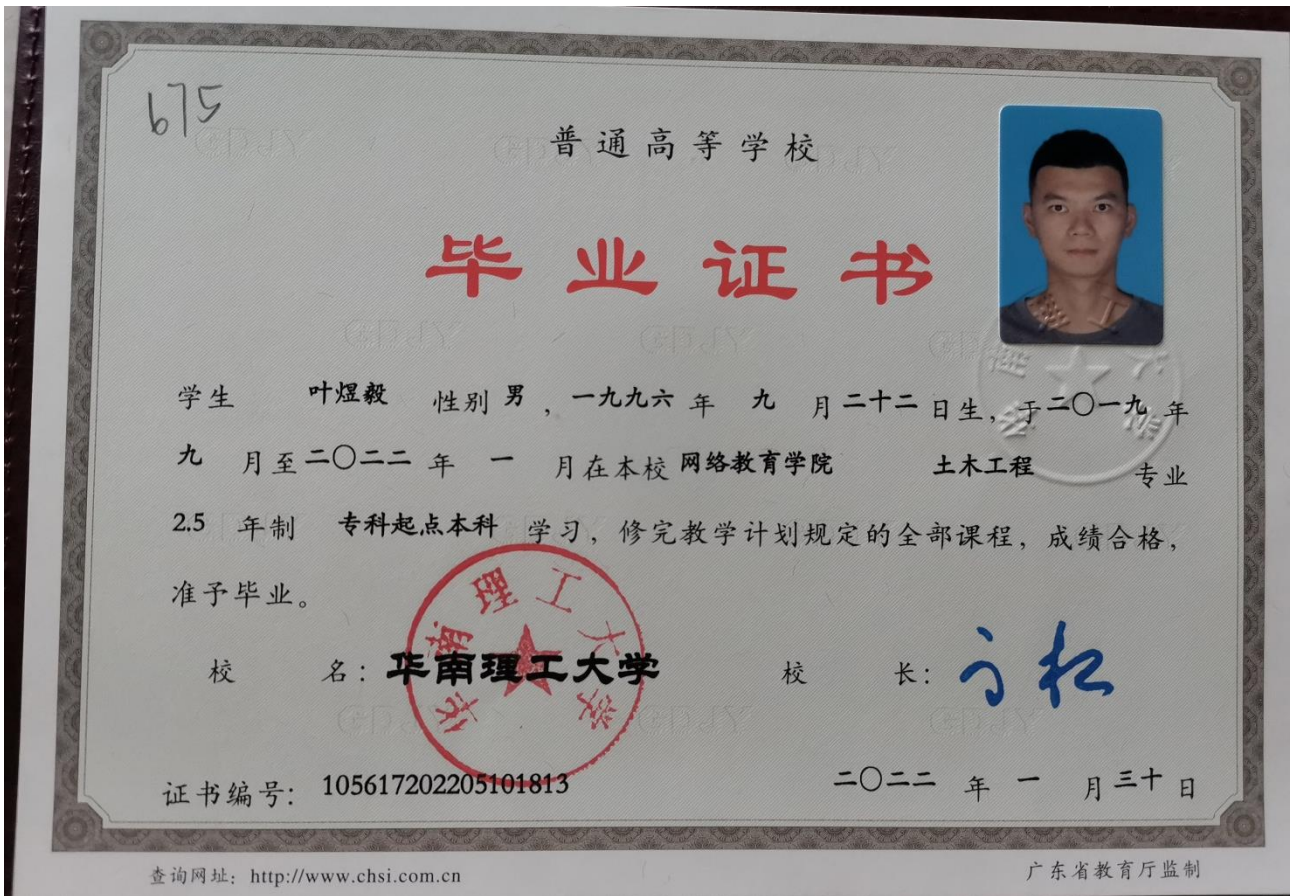 675
普通高等学校
毕业证书
学生 叶煜毅 性别 男 , 一九九六 年 九 月 二十二 日生, 于 二〇一九 年
九 月至 二〇二二 年 一 月在本校 网络教育学院 土木工程 专业
2.5 年制 专科起点本科 学习, 修完教学计划规定的全部课程, 成绩合格,
准予毕业。
华南理工大学
校 名: 华南理工大学 校 长:
证书编号: 105617202205101813 二〇二二 年 一 月 三十 日
查询网址: http://www.chsi.com.cn 广东省教育厅监制